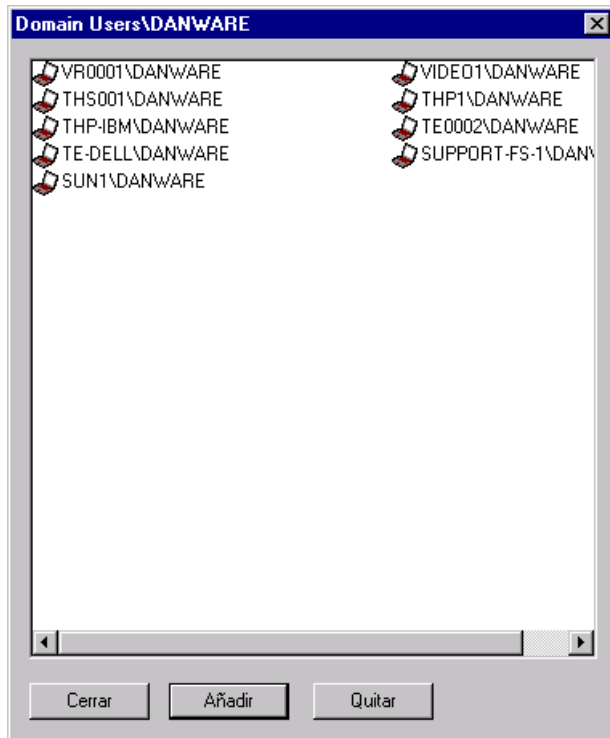 Domain Users\DANWARE
VR0001\DANWARE VIDEO1\DANWARE
THS001\DANWARE THP1\DANWARE
THP-IBM\DANWARE TE0002\DANWARE
TE-DELL\DANWARE SUPPORT-FS-1\DAN\
SUN1\DANWARE
Cerrar Añadir Quitar